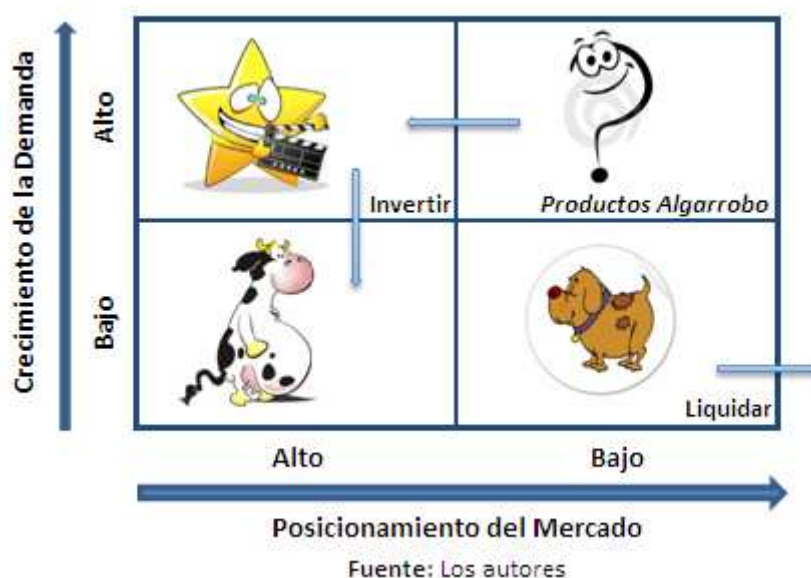 Crecimiento de la Demanda
Alto
Invertir
Productos Algarrobo
Bajo
Liquidar
Alto
Bajo
Posicionamiento del Mercado
Fuente: Los autores